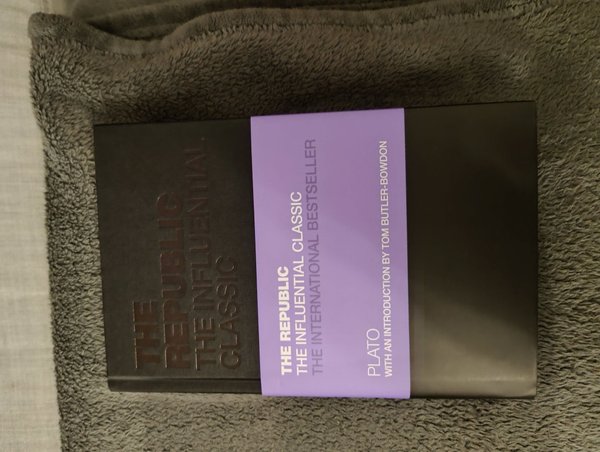 THE
REPUBLIC
THE INFLUENTIAL
CLASSIC
THE REPUBLIC
THE INFLUENTIAL CLASSIC
THE INTERNATIONAL BESTSELLER
PLATO
WITH AN INTRODUCTION BY TOM BUTLER-BOWDON